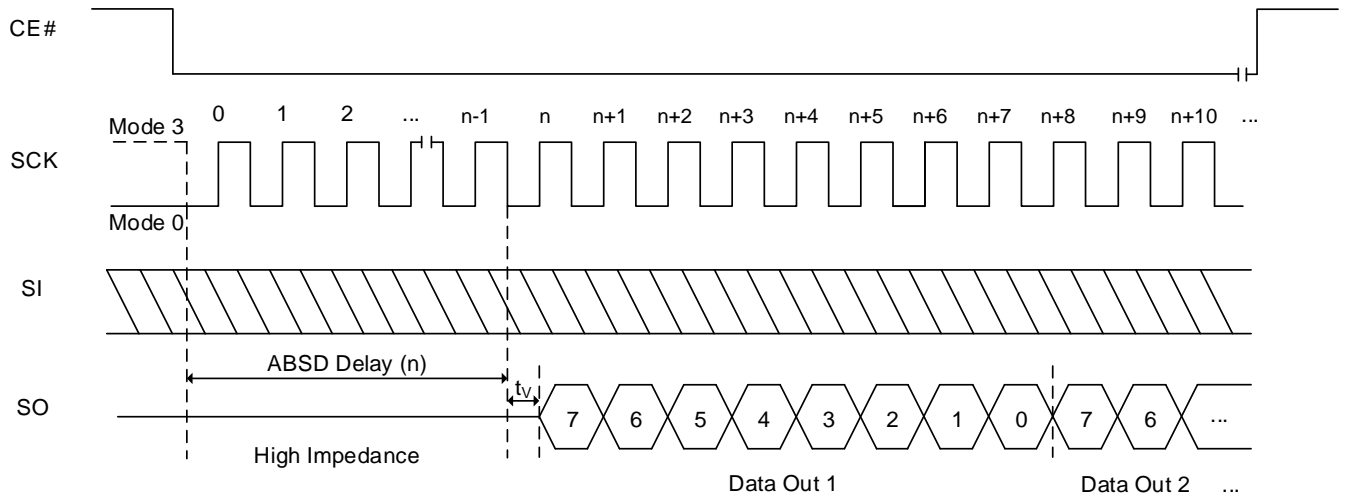 CE#
0 1 2 ... n-1 n n+1 n+2 n+3 n+4 n+5 n+6 n+7 n+8 n+9 n+10 ...
Mode 3
SCK
Mode 0
SI
ABSD Delay (n)
tV
SO
7 6 5 4 3 2 1 0 7 6 ...
High Impedance
Data Out 1 Data Out 2 ...